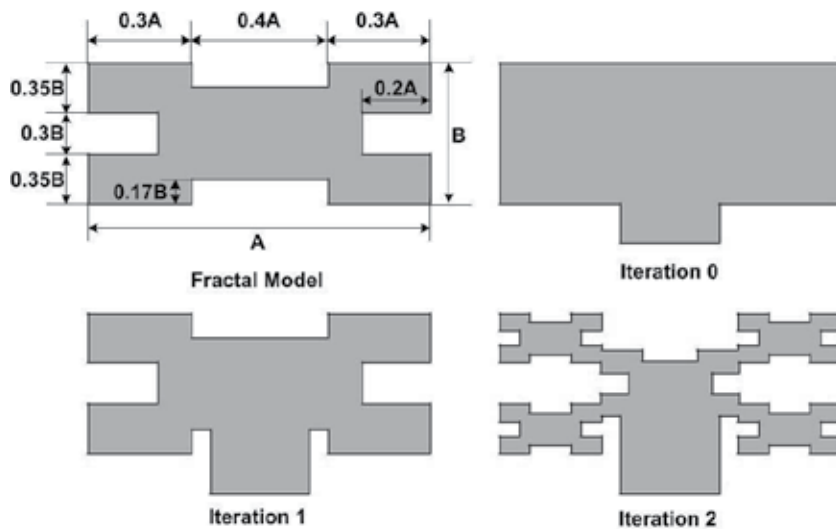 0.3A 0.4A 0.3A
0.35B
0.2A
0.3B
B
0.35B
0.17B
A
Fractal Model
Iteration 0
Iteration 1
Iteration 2